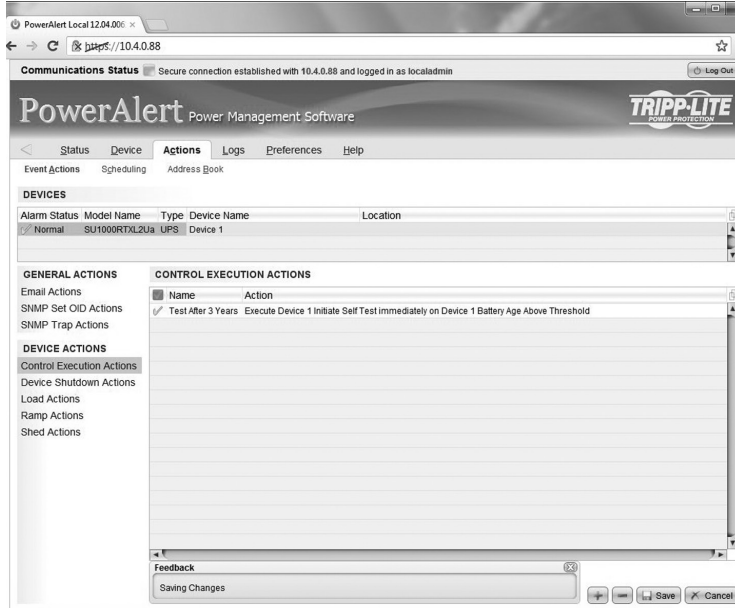 PowerAlert Local 12.04.006 ×
https://10.4.0.88
Communications Status Secure connection established with 10.4.0.88 and logged in as localadmin Log Out
PowerAlert Power Management Software TRIPP·LITE
POWER PROTECTION
Status Device Actions Logs Preferences Help
Event Actions Scheduling Address Book
DEVICES
Alarm Status Model Name Type Device Name Location
Normal SU1000RTXL2Ua UPS Device 1
GENERAL ACTIONS
Email Actions
SNMP Set OID Actions
SNMP Trap Actions
DEVICE ACTIONS
Control Execution Actions
Device Shutdown Actions
Load Actions
Ramp Actions
Shed Actions
CONTROL EXECUTION ACTIONS
Name Action
Test After 3 Years Execute Device 1 Initiate Self Test immediately on Device 1 Battery Age Above Threshold
Feedback
Saving Changes
Save Cancel